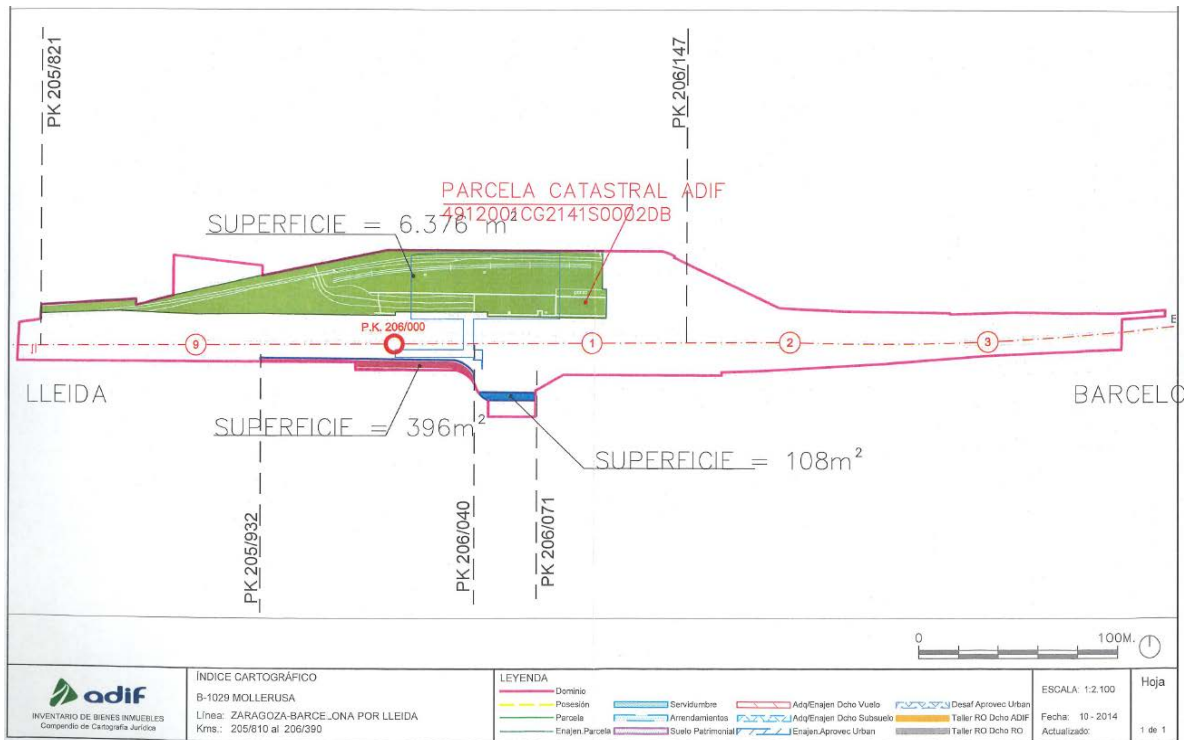 PK 205/821
PK 206/147
PARCELA CATASTRAL ADIF
4912001CG2141S0002DB
SUPERFICIE = 6.376 m²
P.K. 206/000
9
1
2
3
LLEIDA
BARCELO
SUPERFICIE = 396m²
SUPERFICIE = 108m²
PK 205/932
PK 206/040
PK 206/071
0 100M.
adif
INVENTARIO DE BIENES INMUEBLES
Compendio de Cartografía Jurídica
ÍNDICE CARTOGRÁFICO
B-1029 MOLLERUSA
Línea: ZARAGOZA-BARCELONA POR LLEIDA
Kms.: 205/810 al 206/390
LEYENDA
Dominio
Posesión
Parcela
Enajen.Parcela
Servidumbre
Arrendamientos
Suelo Patrimonial
Adq/Enajen Dcho Vuelo
Adq/Enajen Dcho Subsuelo
Enajen.Aprovec Urban
Desaf Aprovec Urban
Taller RO Dcho ADIF
Taller RO Dcho RO
ESCALA: 1:2.100
Fecha: 10 - 2014
Actualizado:
Hoja
1 de 1